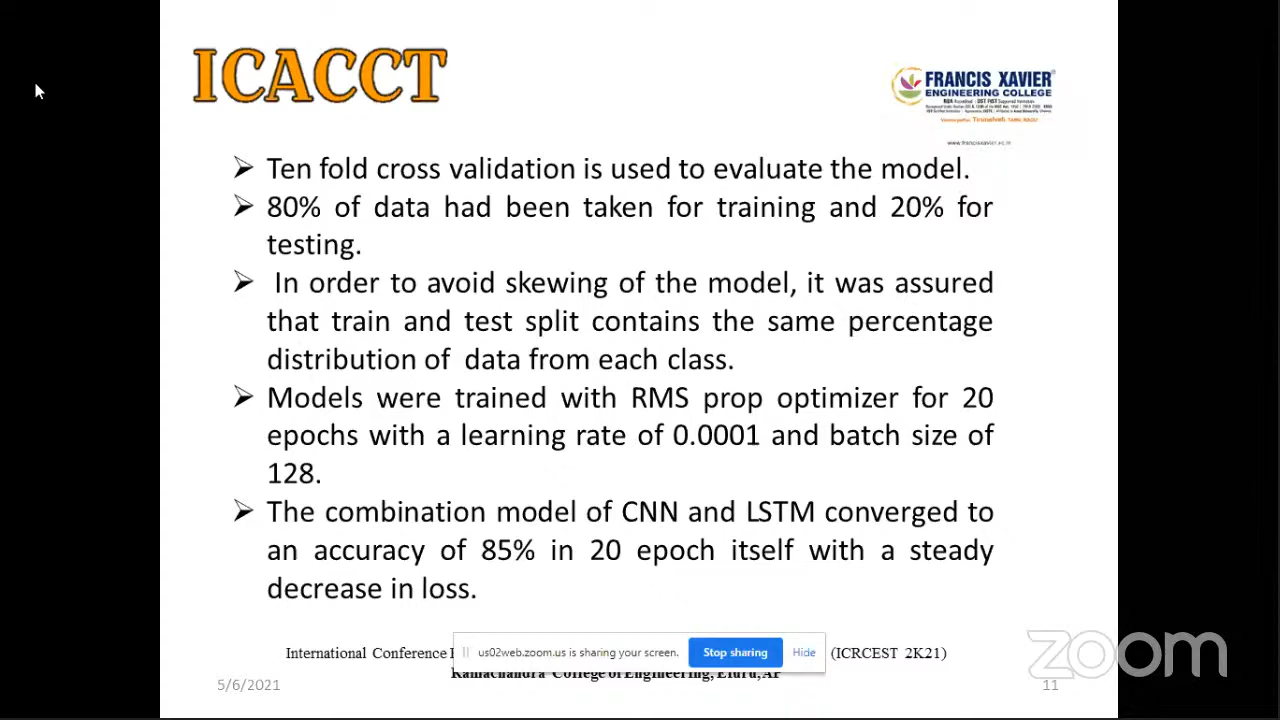 ICACCT
FRANCIS XAVIER
ENGINEERING COLLEGE
➢ Ten fold cross validation is used to evaluate the model.
➢ 80% of data had been taken for training and 20% for
testing.
➢ In order to avoid skewing of the model, it was assured
that train and test split contains the same percentage
distribution of data from each class.
➢ Models were trained with RMS prop optimizer for 20
epochs with a learning rate of 0.0001 and batch size of
128.
➢ The combination model of CNN and LSTM converged to
an accuracy of 85% in 20 epoch itself with a steady
decrease in loss.
International Conference
us02web.zoom.us is sharing your screen. Stop sharing Hide
(ICRCEST 2K21)
Ramachandra College of Engineering, Eluru, AP
5/6/2021
11
zoom